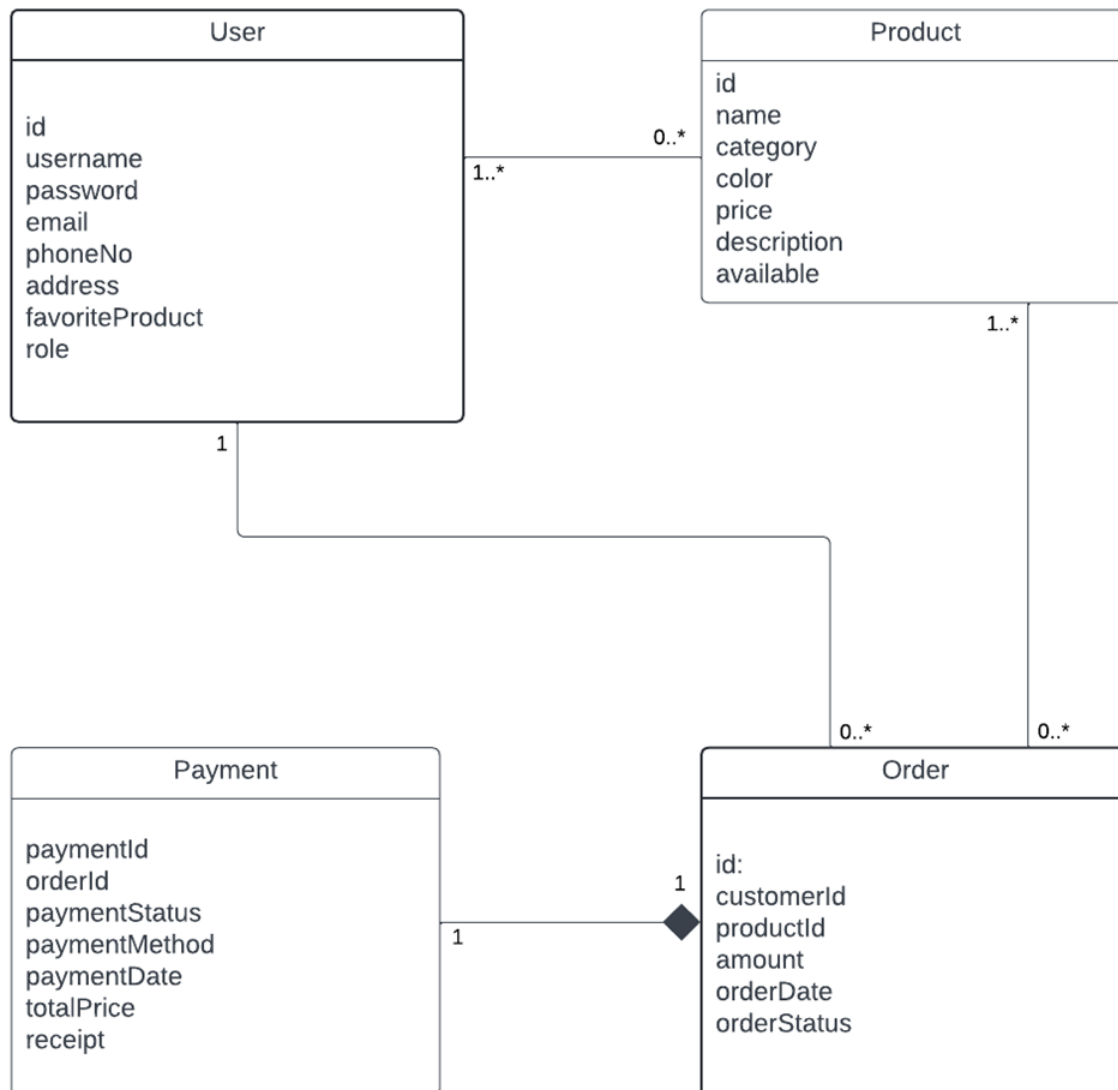 User
id
username
password
email
phoneNo
address
favoriteProduct
role
Product
id
name
category
color
price
description
available
0..*
1..*
1..*
1
0..*
0..*
Payment
paymentId
orderId
paymentStatus
paymentMethod
paymentDate
totalPrice
receipt
1
1
Order
id:
customerId
productId
amount
orderDate
orderStatus